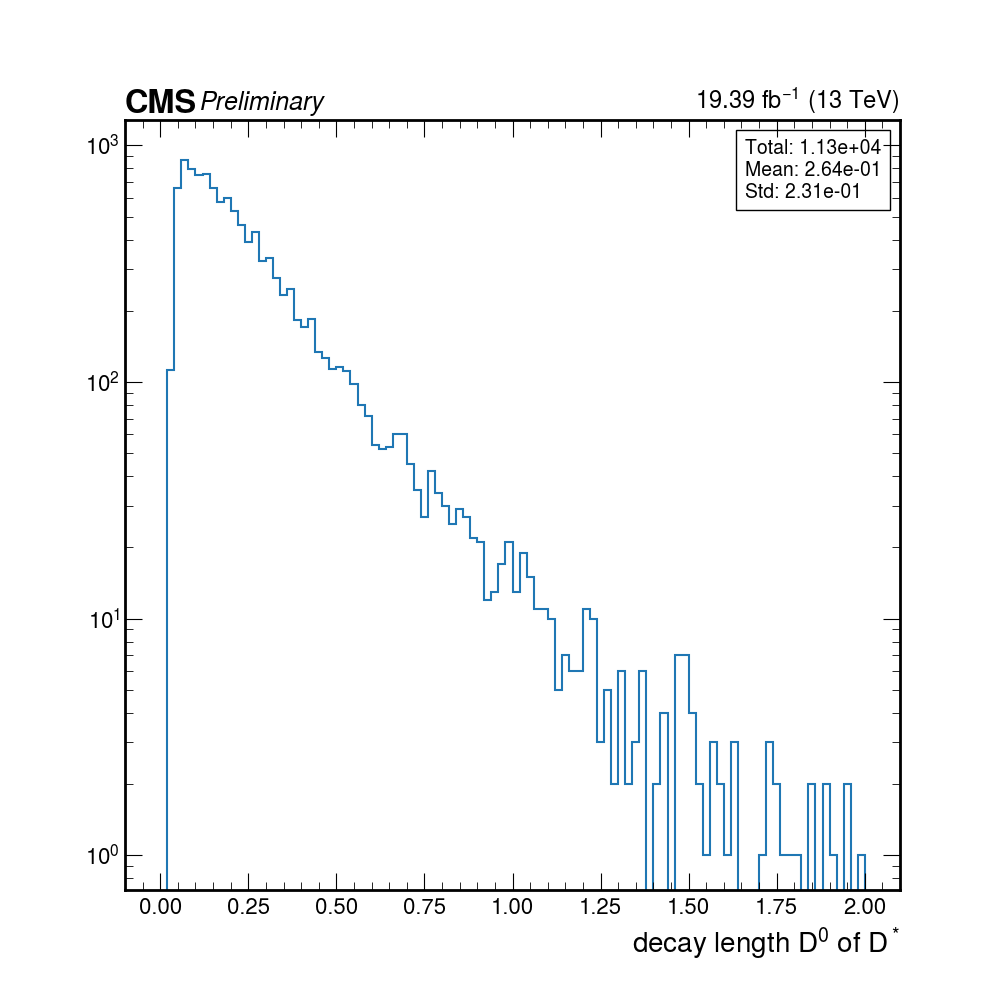 CMS Preliminary
19.39 fb⁻¹ (13 TeV)
Total: 1.13e+04
Mean: 2.64e-01
Std: 2.31e-01
10³
10²
10¹
10⁰
0.00 0.25 0.50 0.75 1.00 1.25 1.50 1.75 2.00
decay length D⁰ of D*